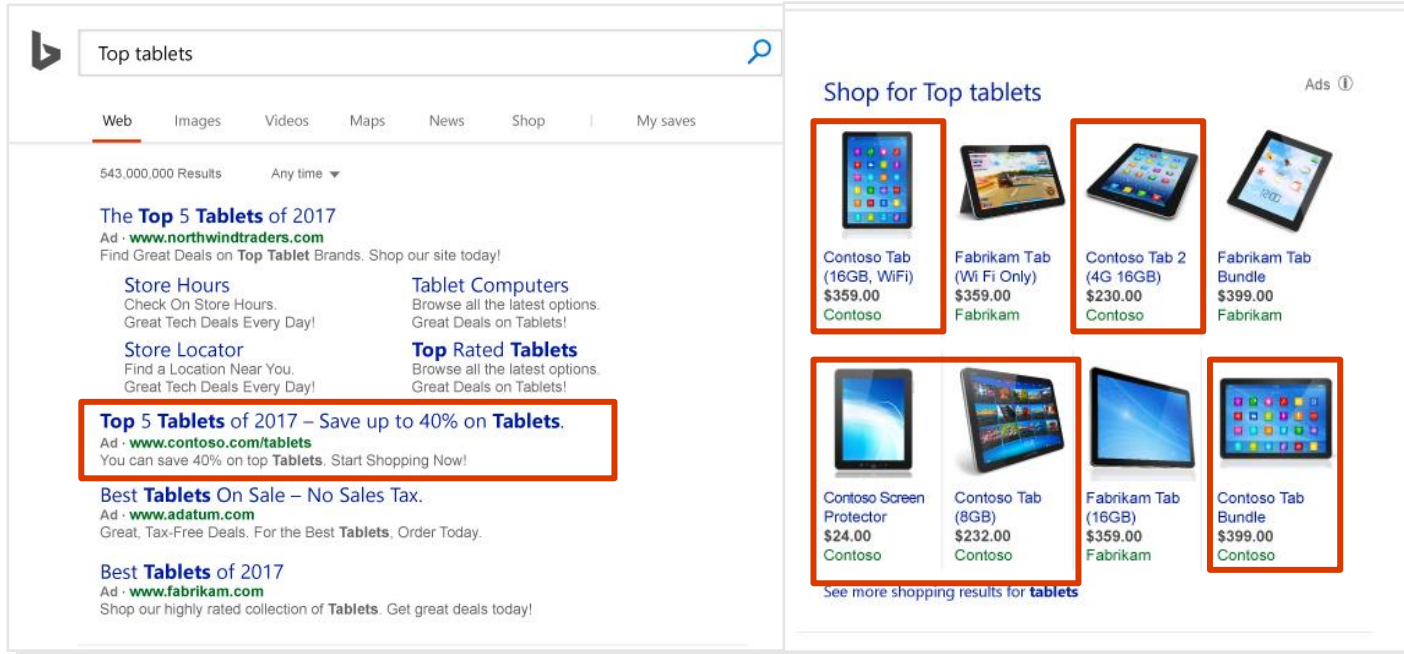 Top tablets
Web Images Videos Maps News Shop | My saves
543,000,000 Results Any time
The Top 5 Tablets of 2017
Ad · www.northwindtraders.com
Find Great Deals on Top Tablet Brands. Shop our site today!
Store Hours
Check On Store Hours.
Great Tech Deals Every Day!
Tablet Computers
Browse all the latest options.
Great Deals on Tablets!
Store Locator
Find a Location Near You.
Great Tech Deals Every Day!
Top Rated Tablets
Browse all the latest options.
Great Deals on Tablets!
Top 5 Tablets of 2017 – Save up to 40% on Tablets.
Ad · www.contoso.com/tablets
You can save 40% on top Tablets. Start Shopping Now!
Best Tablets On Sale – No Sales Tax.
Ad · www.adatum.com
Great, Tax-Free Deals. For the Best Tablets, Order Today.
Best Tablets of 2017
Ad · www.fabrikam.com
Shop our highly rated collection of Tablets. Get great deals today!
Shop for Top tablets
Ads
Contoso Tab
(16GB, WiFi)
$359.00
Contoso
Fabrikam Tab
(Wi Fi Only)
$359.00
Fabrikam
Contoso Tab 2
(4G 16GB)
$230.00
Contoso
12:00
Fabrikam Tab
Bundle
$399.00
Fabrikam
Contoso Screen
Protector
$24.00
Contoso
Contoso Tab
(8GB)
$232.00
Contoso
Fabrikam Tab
(16GB)
$359.00
Fabrikam
Contoso Tab
Bundle
$399.00
Contoso
See more shopping results for tablets